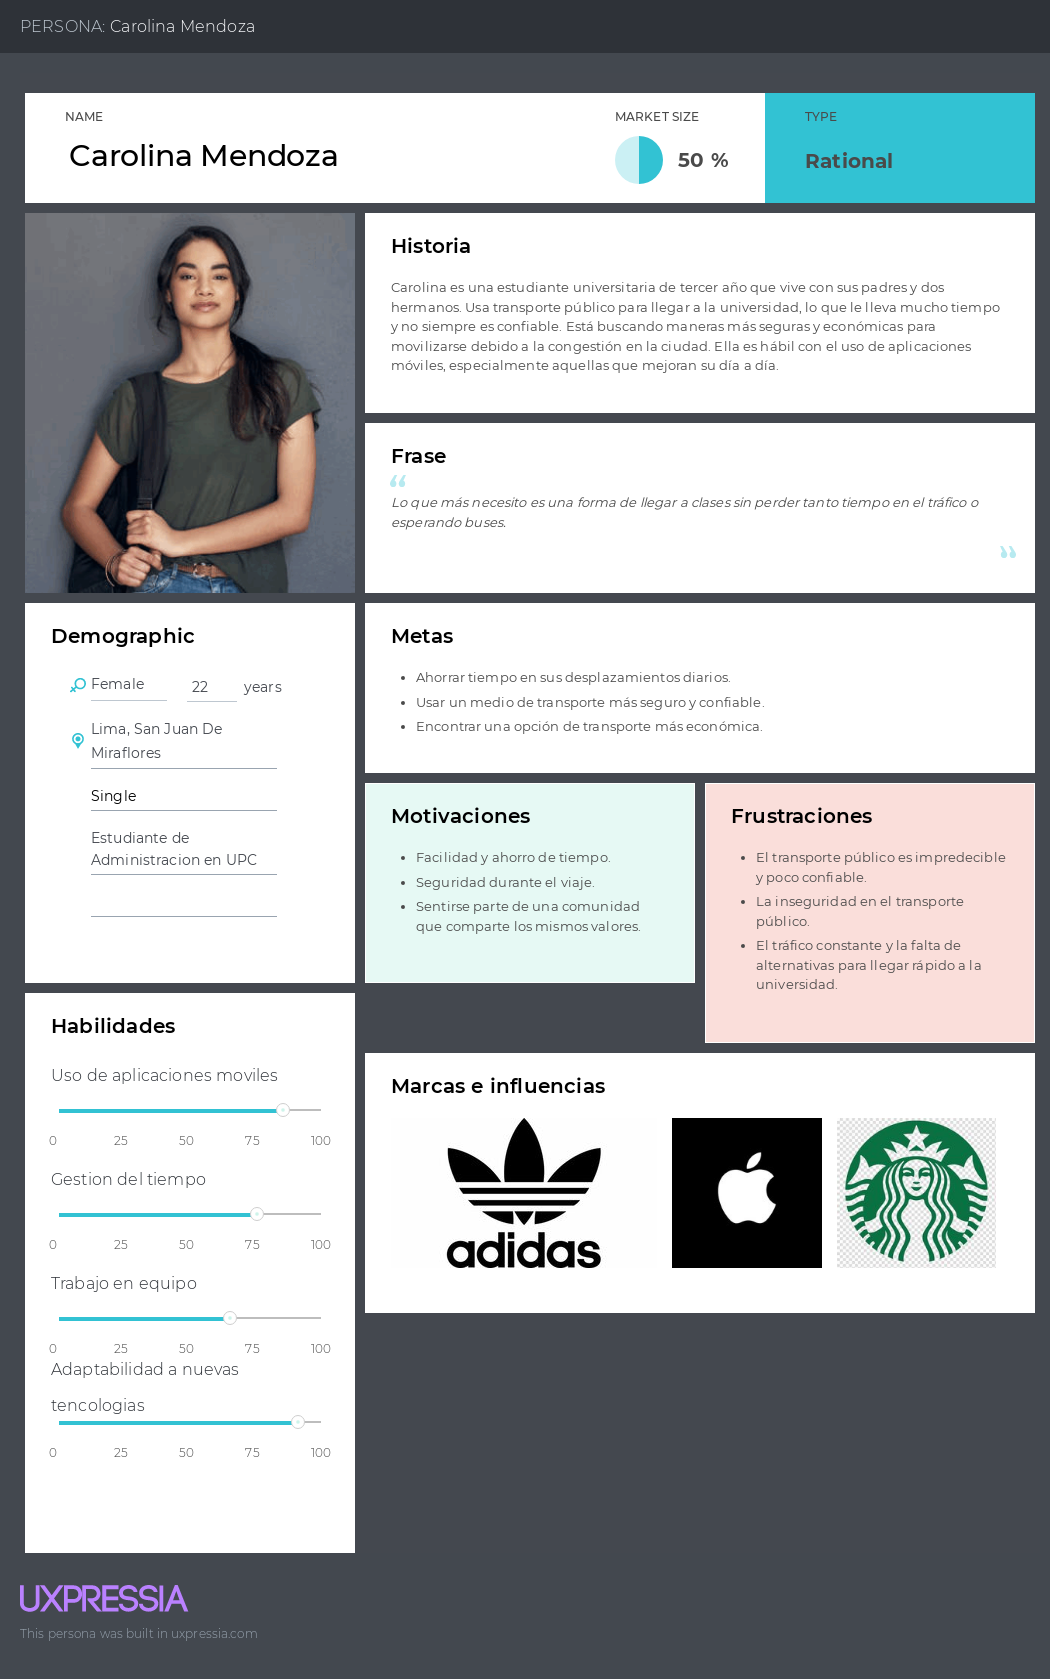 PERSONA: Carolina Mendoza
NAME
Carolina Mendoza
MARKET SIZE
50 %
TYPE
Rational
Historia
Carolina es una estudiante universitaria de tercer año que vive con sus padres y dos
hermanos. Usa transporte público para llegar a la universidad, lo que le lleva mucho tiempo
y no siempre es confiable. Está buscando maneras más seguras y económicas para
movilizarse debido a la congestión en la ciudad. Ella es hábil con el uso de aplicaciones
móviles, especialmente aquellas que mejoran su día a día.
Frase
“
Lo que más necesito es una forma de llegar a clases sin perder tanto tiempo en el tráfico o
esperando buses.
”
Demographic
Female
22 years
Lima, San Juan De
Miraflores
Single
Estudiante de
Administracion en UPC
Metas
• Ahorrar tiempo en sus desplazamientos diarios.
• Usar un medio de transporte más seguro y confiable.
• Encontrar una opción de transporte más económica.
Motivaciones
• Facilidad y ahorro de tiempo.
• Seguridad durante el viaje.
• Sentirse parte de una comunidad
que comparte los mismos valores.
Frustraciones
• El transporte público es impredecible
y poco confiable.
• La inseguridad en el transporte
público.
• El tráfico constante y la falta de
alternativas para llegar rápido a la
universidad.
Habilidades
Uso de aplicaciones moviles
0 25 50 75 100
Gestion del tiempo
0 25 50 75 100
Trabajo en equipo
0 25 50 75 100
Adaptabilidad a nuevas
tencologias
0 25 50 75 100
Marcas e influencias
adidas
UXPRESSIA
This persona was built in uxpressia.com